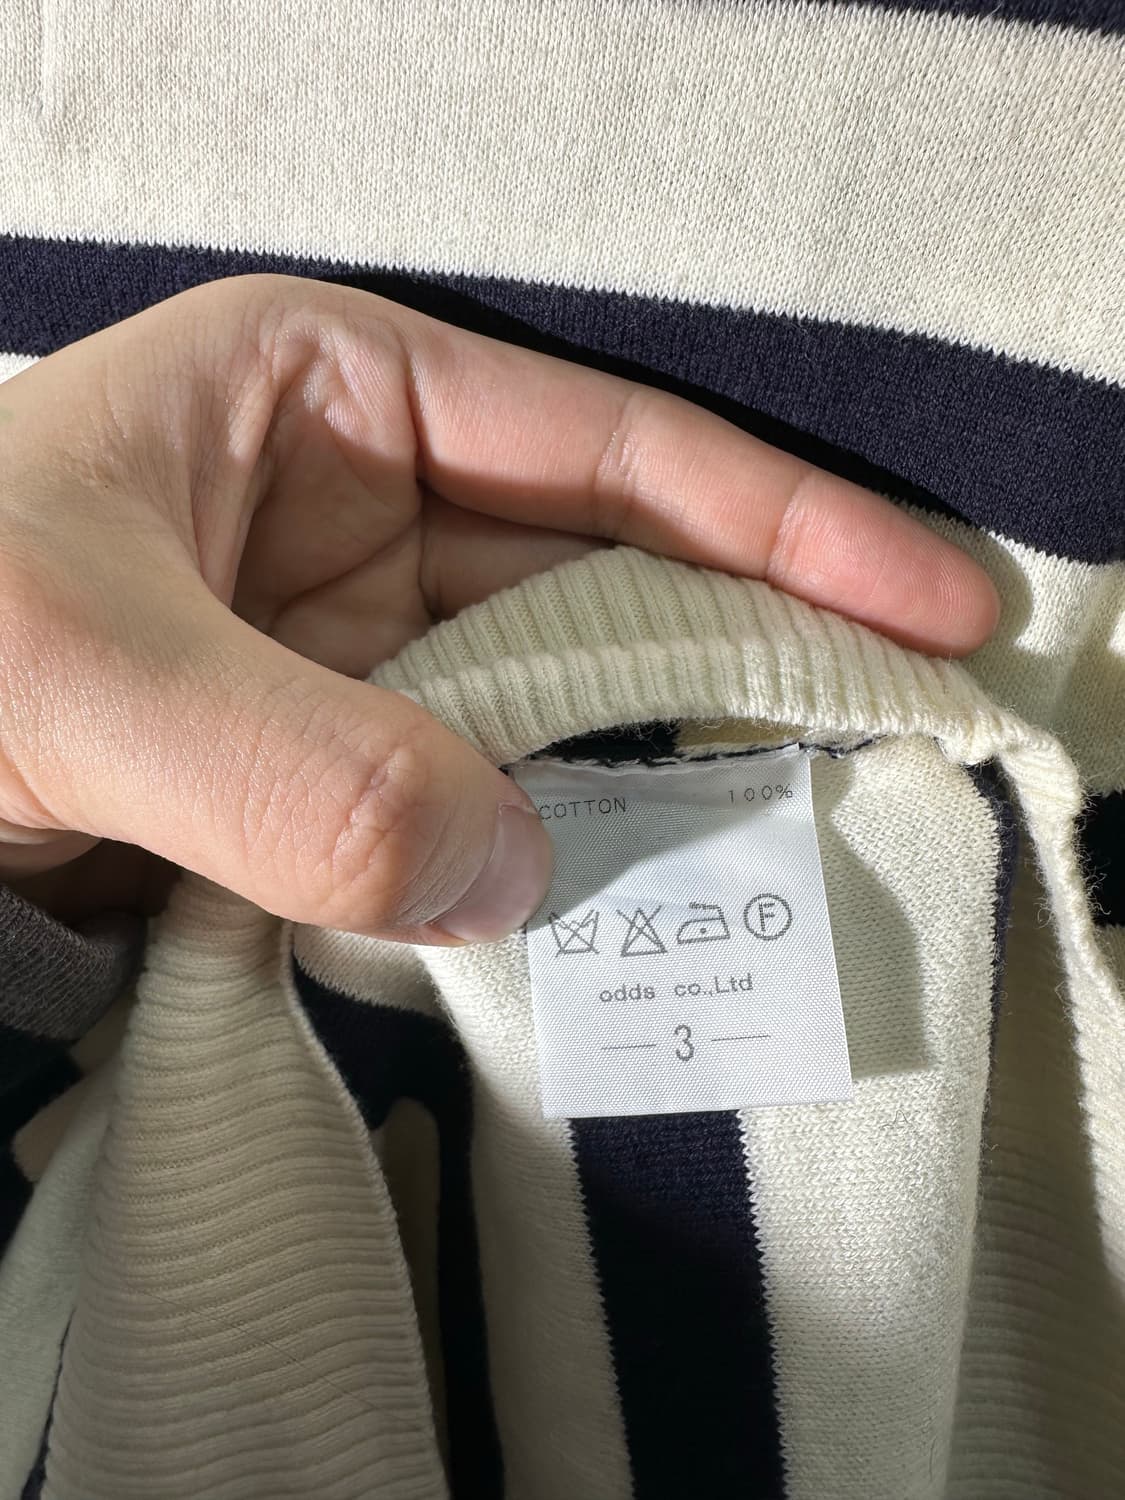 COTTON 100%
F
odds co.,Ltd
3